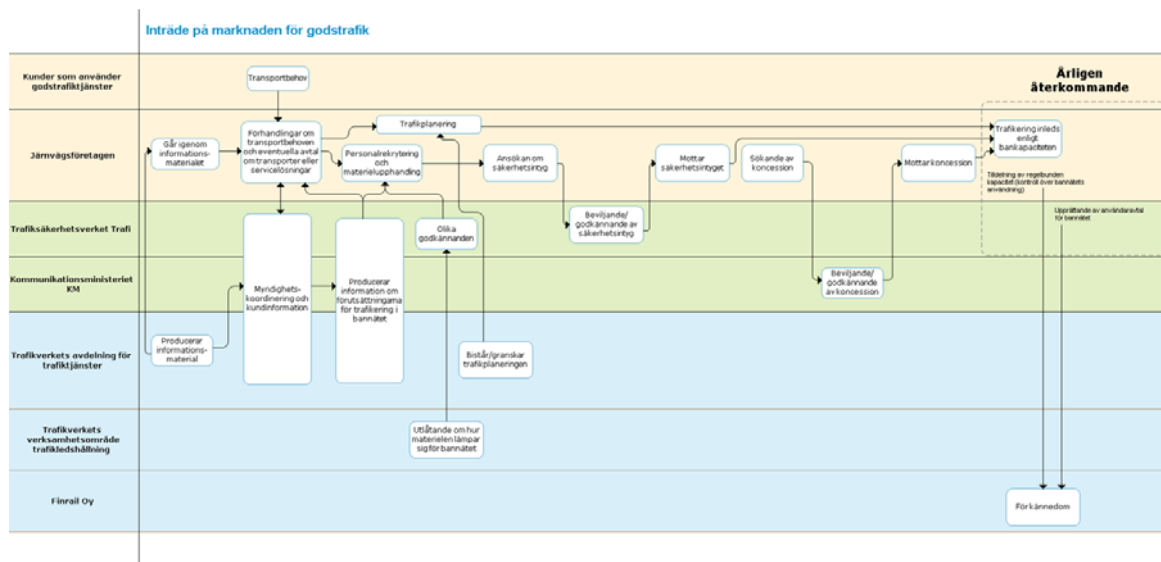 Inträde på marknaden för godstrafik
Kunder som använder
godstrafiktjänster
Transportbehov
Årligen
återkommande
Järnvägsföretagen
Går igenom
informations-
materialet
Förhandlingar om
transportbehoven
och eventuella avtal
om transporter eller
servicelösningar
Trafikplanering
Personalrekrytering
och
materielupphandling
Ansökan om
säkerhetsintyg
Mottar
säkerhetsintyget
Sökande av
koncession
Mottar koncession
Trafikering inleds
enligt
bankapaciteten
Tilldelning av regelbunden
kapacitet (kontroll över bannätets
användning)
Upprättande av användaravtal
för bannätet
Trafiksäkerhetsverket Trafi
Olika
godkännanden
Beviljande/
godkännande av
säkerhetsintyg
Kommunikationsministeriet
KM
Myndighets-
koordinering och
kundinformation
Producerar
information om
förutsättningarna
för trafikering i
bannätet
Beviljande/
godkännande
av koncession
Trafikverkets avdelning för
trafiktjänster
Producerar
informations-
material
Bistår/granskar
trafikplaneringen
Trafikverkets
verksamhetsområde
trafikledshållning
Utlåtande om hur
materielen lämpar
sig för bannätet
Finrail Oy
För kännedom